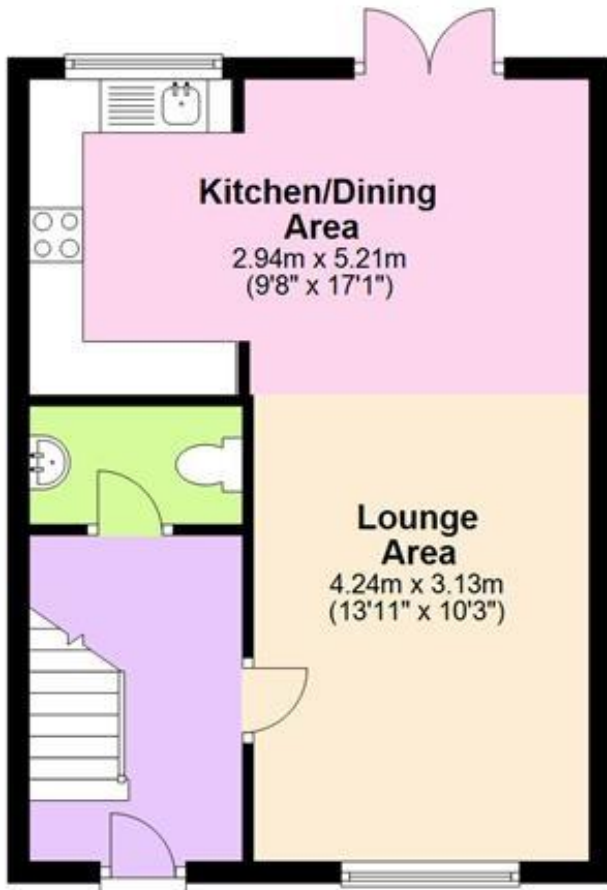 Kitchen/Dining
Area
2.94m x 5.21m
(9'8" x 17'1")
Lounge
Area
4.24m x 3.13m
(13'11" x 10'3")